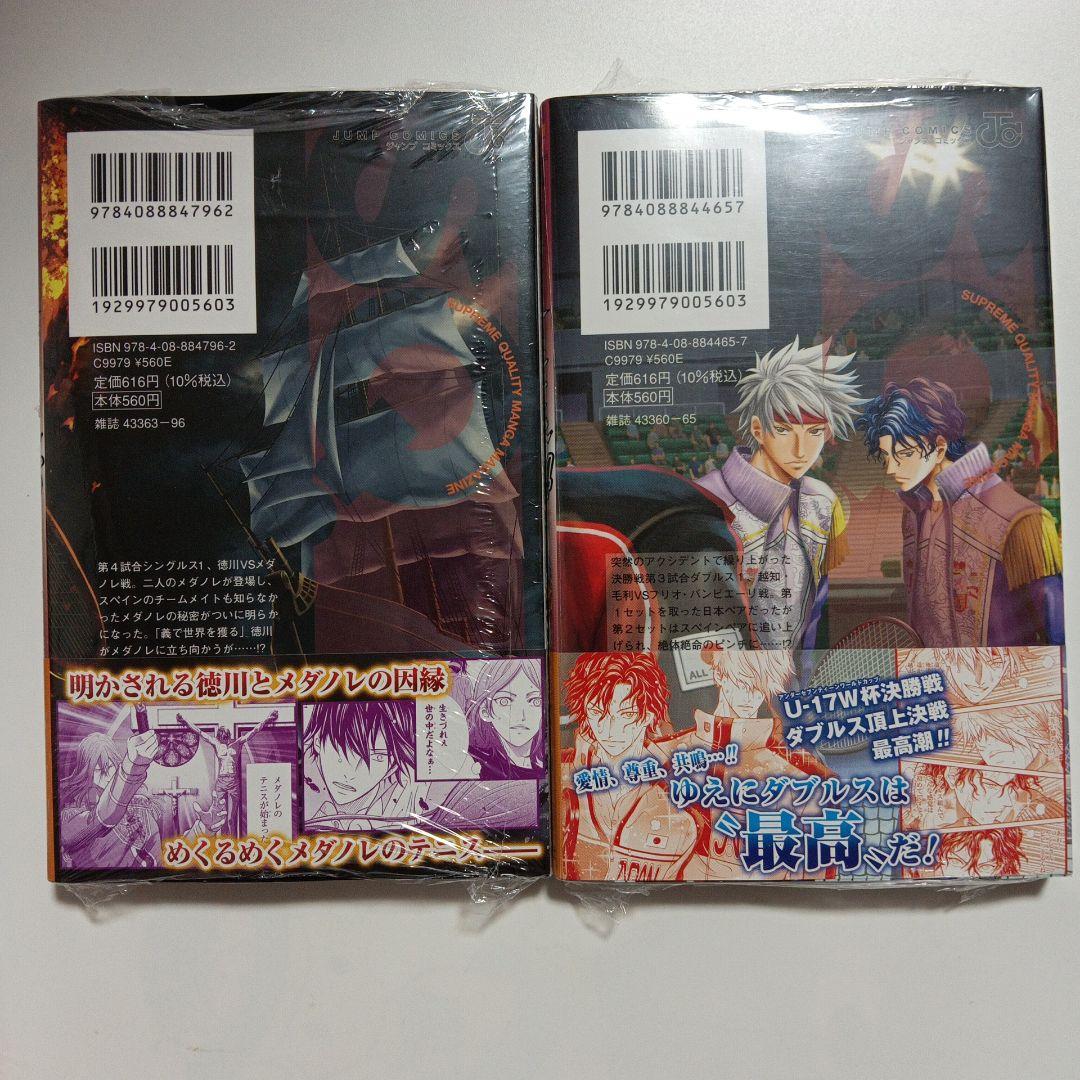 JUMP COMICS
ジャンプ コミックス
9784088847962
1929979005603
ISBN 978-4-08-884796-2
C9979 ¥560E
定価616円(10%税込)
本体560円
雑誌 43363-96
SUPREME QUALITY MANGA MAGAZINE
第4試合シングルス1、徳川VSメダ
ノレ戦。二人のメダノレが登場し、
スペインのチームメイトも知らなか
ったメダノレの秘密がついに明らか
になった。「義で世界を獲る」徳川
がメダノレに立ち向かうが……!?
明かされる徳川とメダノレの因縁
生きづれぇ
世の中だよなぁ…
メダノレの
テニスが始まった
めくるめくメダノレのテニス――
COMICS
ジャンプ コミックス
9784088844657
1929979005603
ISBN 978-4-08-884465-7
C9979 ¥560E
定価616円(10%税込)
本体560円
雑誌 43360-65
SUPREME QUALITY MANGA MAGAZINE
突然のアクシデントで繰り上がった
決勝戦第3試合ダブルス1、越知・
毛利VSフリオ・バンビエーリ戦。第
1セットを取った日本ペアだったが
第2セットはスペインペアに追い上
げられ、絶体絶命のピンチに……!?
ALL
アンダーセブンティーンワールドカップ
U-17W杯決勝戦
ダブルス頂上決戦
最高潮!!
愛情、尊重、共鳴…!!
ゆえにダブルスは
〝最高〟だ!